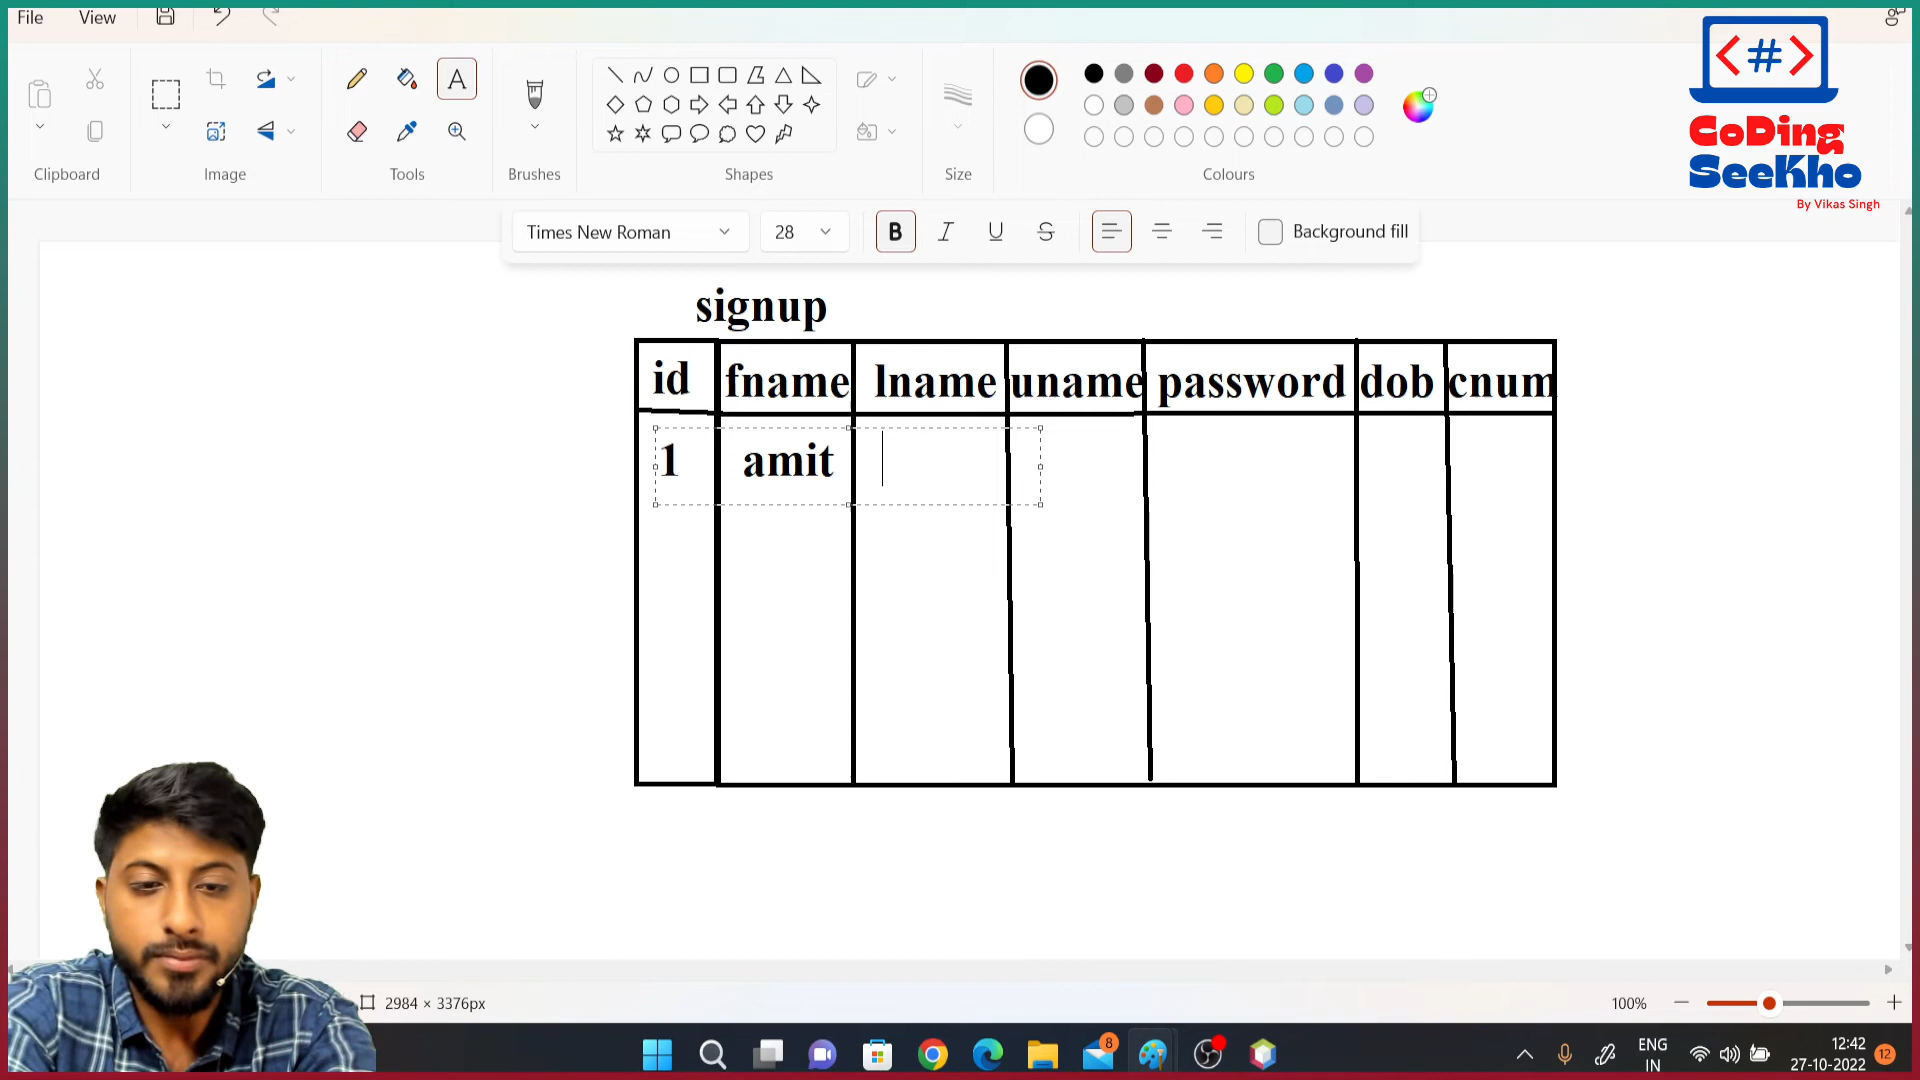 File View
<#>
CoDing
SeeKho
By Vikas Singh
Clipboard Image Tools Brushes Shapes Size Colours
Times New Roman 28 B I U S Background fill
signup
id fname lname uname password dob cnum
1 amit
2984 × 3376px 100%
8
ENG
IN
12:42
27-10-2022
12